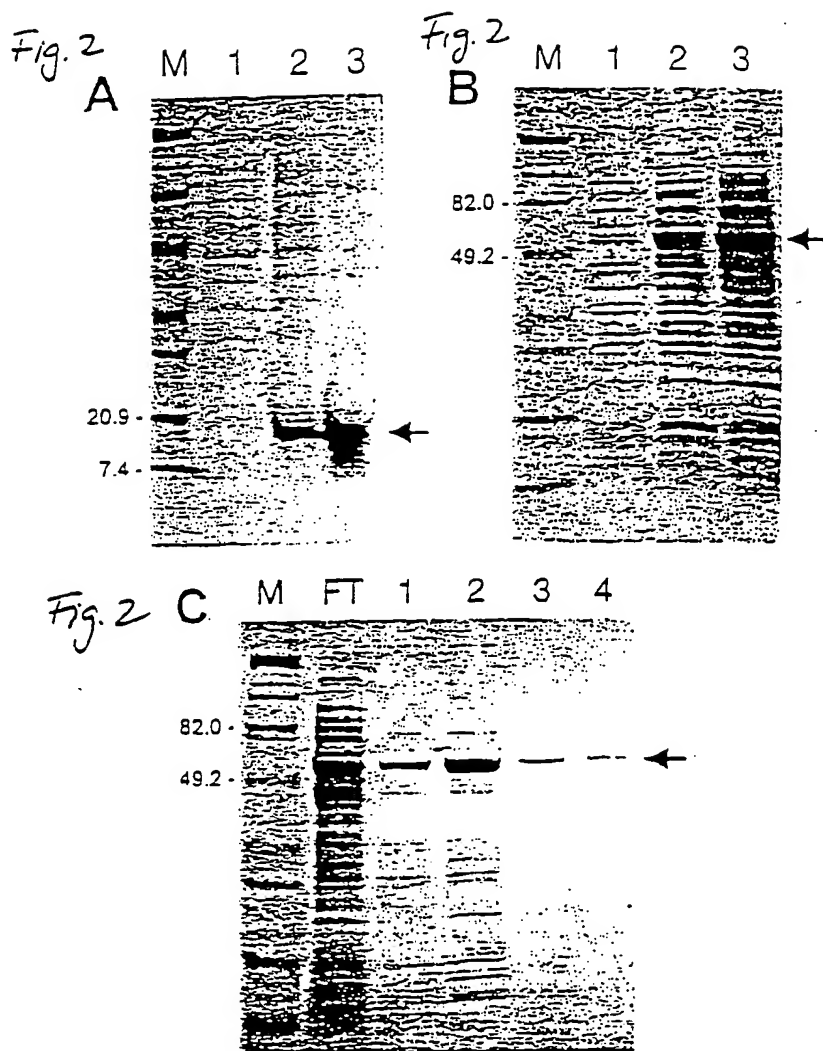 Fig. 2
A
M 1 2 3
20.9 -
7.4 -
Fig. 2
B
M 1 2 3
82.0 -
49.2 -
Fig. 2 C
M FT 1 2 3 4
82.0 -
49.2 -